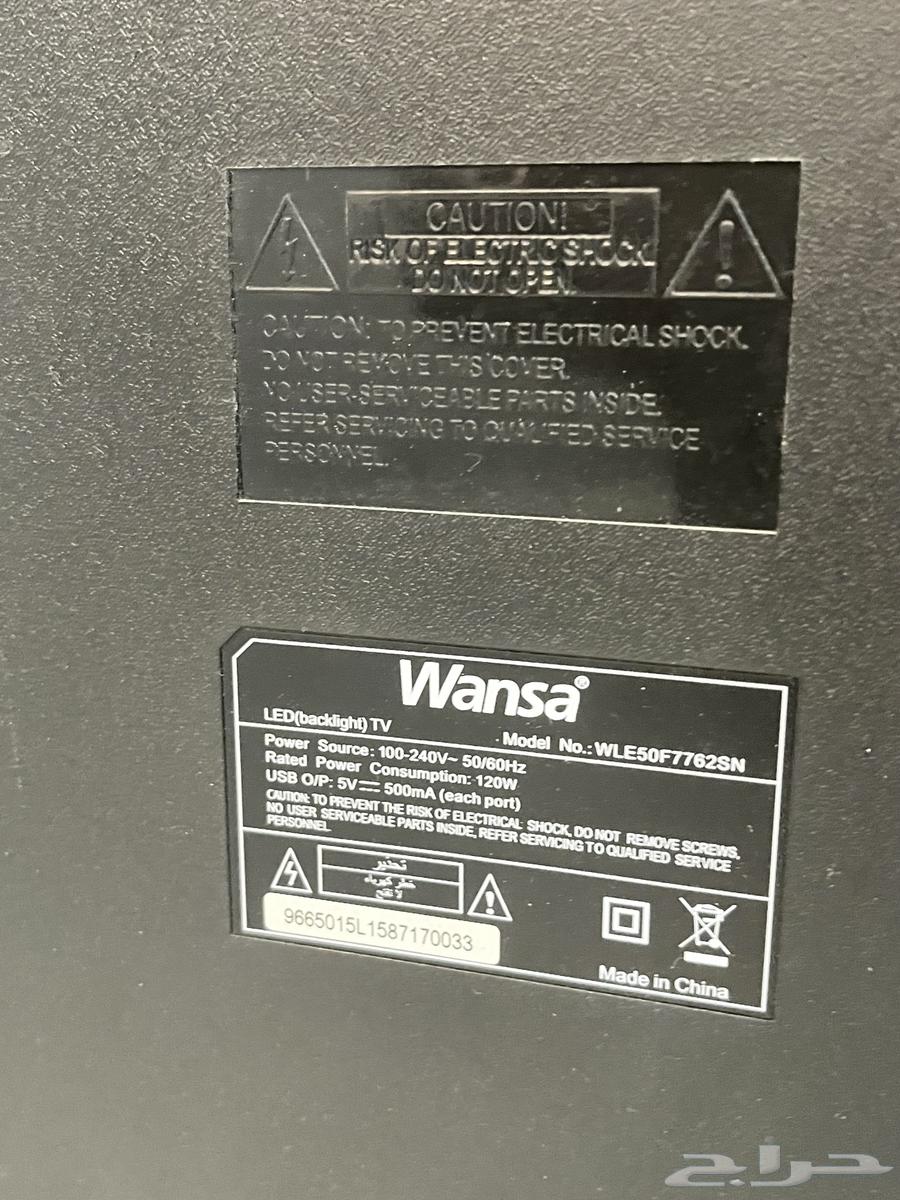 CAUTION!
RISK OF ELECTRIC SHOCK.
DO NOT OPEN.
CAUTION: TO PREVENT ELECTRICAL SHOCK.
DO NOT REMOVE THIS COVER.
NO USER-SERVICEABLE PARTS INSIDE.
REFER SERVICING TO QUALIFIED SERVICE
PERSONNEL.
Wansa®
LED(backlight) TV
Model No.: WLE50F7762SN
Power Source: 100-240V~ 50/60Hz
Rated Power Consumption: 120W
USB O/P: 5V⎓ 500mA (each port)
CAUTION: TO PREVENT THE RISK OF ELECTRICAL SHOCK, DO NOT REMOVE SCREWS.
NO USER SERVICEABLE PARTS INSIDE, REFER SERVICING TO QUALIFIED SERVICE
PERSONNEL
تحذير
خطر كهرباء
لا تفتح
9665015L1587170033
Made in China
حراج